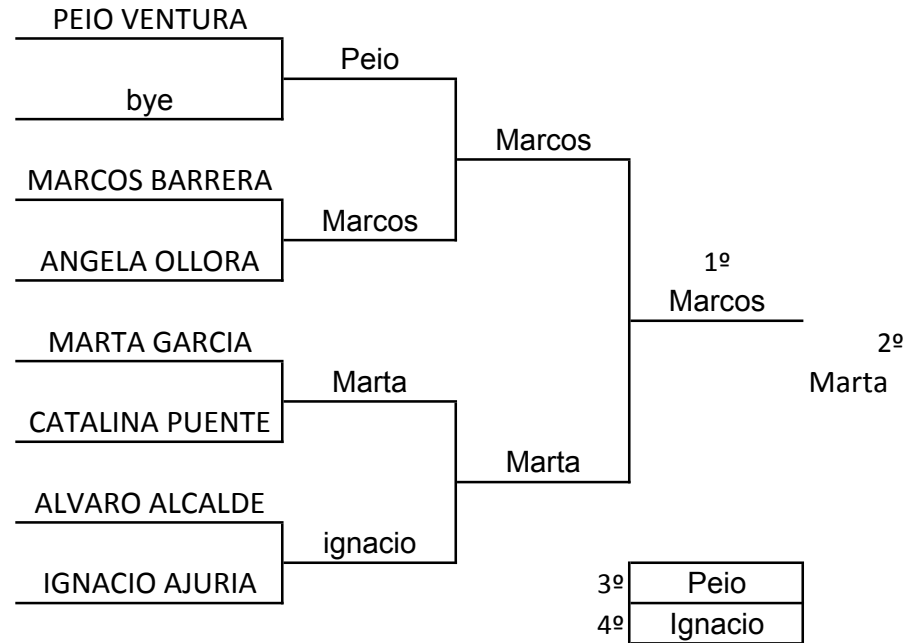 PEIO VENTURA
Peio
bye
Marcos
MARCOS BARRERA
Marcos
ANGELA OLLORA
1º
Marcos
MARTA GARCIA
2º
Marta
Marta
CATALINA PUENTE
Marta
ALVARO ALCALDE
ignacio
IGNACIO AJURIA
3º Peio
4º Ignacio